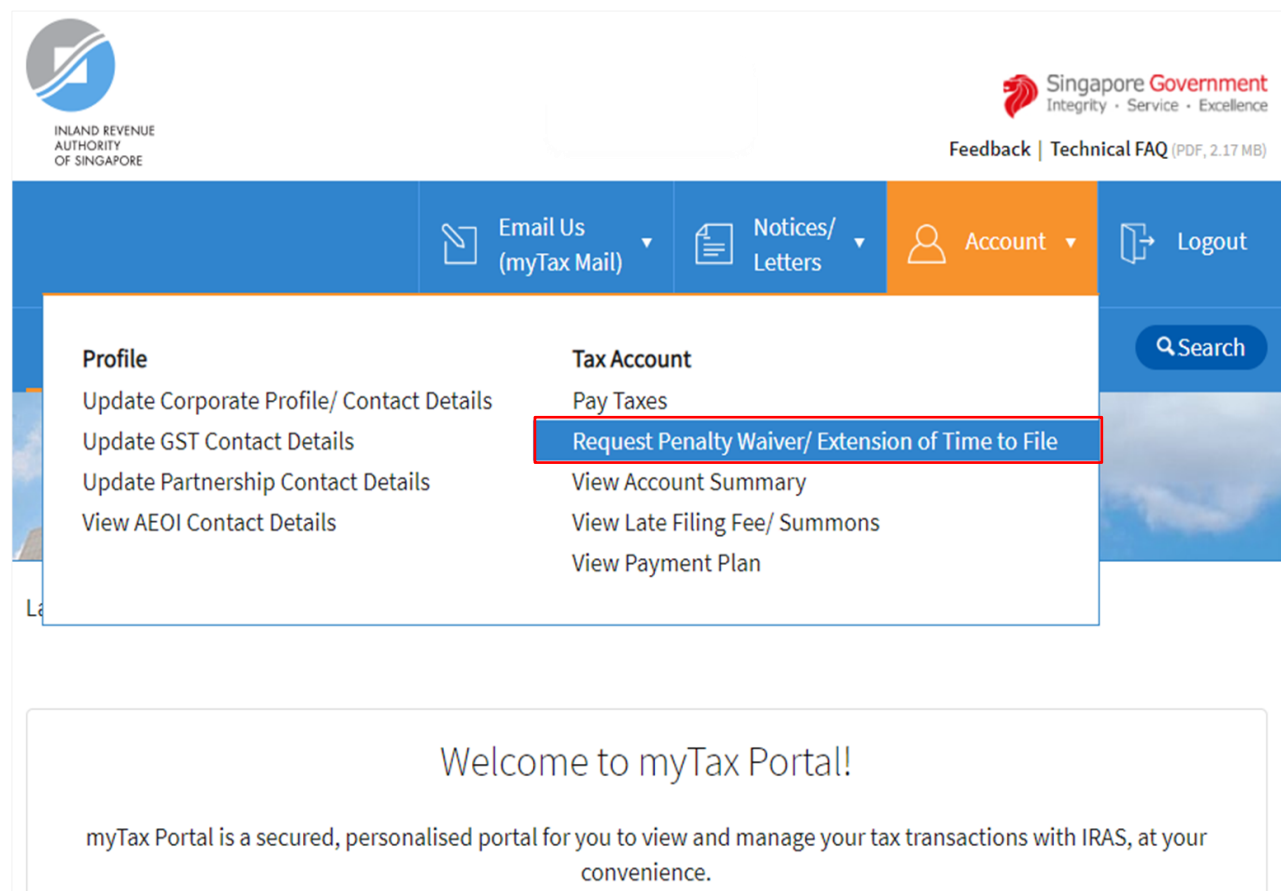 INLAND REVENUE
AUTHORITY
OF SINGAPORE
Singapore Government
Integrity · Service · Excellence
Feedback | Technical FAQ (PDF, 2.17 MB)
Email Us
(myTax Mail)
Notices/
Letters
Account
Logout
Search
Profile
Update Corporate Profile/ Contact Details
Update GST Contact Details
Update Partnership Contact Details
View AEOI Contact Details
Tax Account
Pay Taxes
Request Penalty Waiver/ Extension of Time to File
View Account Summary
View Late Filing Fee/ Summons
View Payment Plan
Welcome to myTax Portal!
myTax Portal is a secured, personalised portal for you to view and manage your tax transactions with IRAS, at your
convenience.